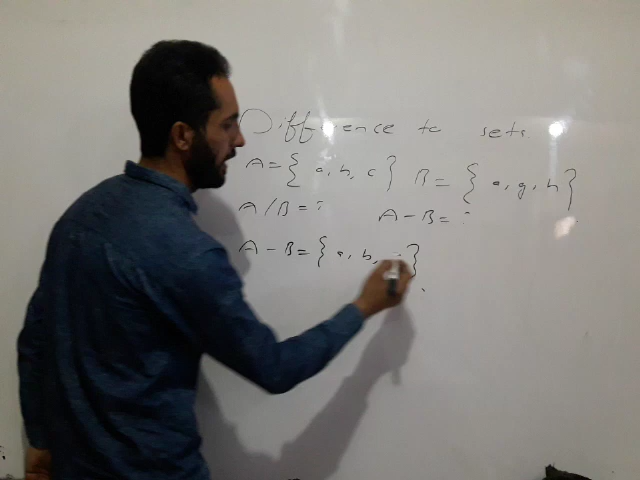 Difference to sets.
A = { a, b, c } B = { a, g, h }
A/B = ? A - B = ?
A - B = { a, b, }